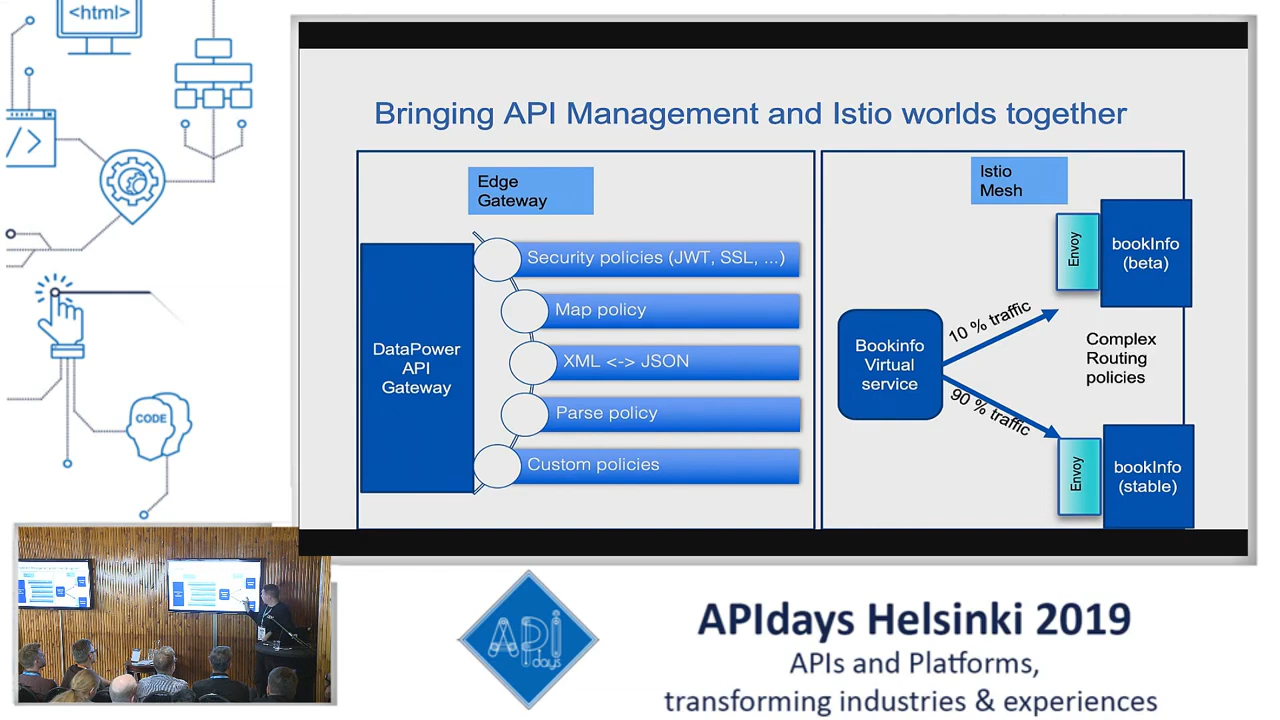 <html>
</>
CODE
Bringing API Management and Istio worlds together
Edge
Gateway
DataPower
API
Gateway
Security policies (JWT, SSL, ...)
Map policy
XML <-> JSON
Parse policy
Custom policies
Istio
Mesh
Bookinfo
Virtual
service
10 % traffic
90 % traffic
Envoy
bookInfo
(beta)
Complex
Routing
policies
Envoy
bookInfo
(stable)
API
days
APIdays Helsinki 2019
APIs and Platforms,
transforming industries & experiences